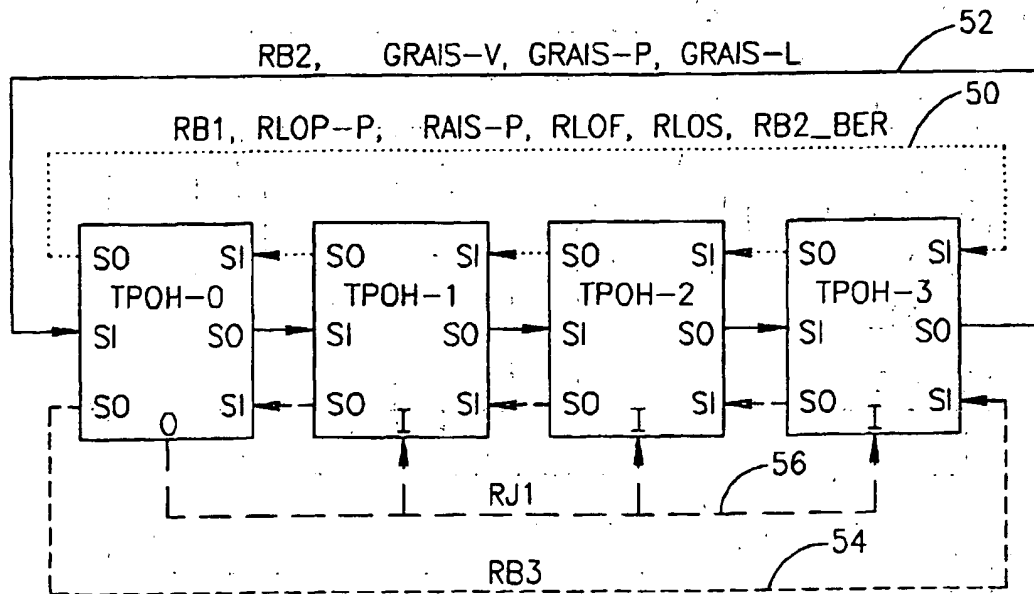 52
RB2, GRAIS-V, GRAIS-P, GRAIS-L
50
RB1, RLOP-P; RAIS-P, RLOF, RLOS, RB2_BER
SO SI SO SI SO SI SO SI
TPOH-0 TPOH-1 TPOH-2 TPOH-3
SI SO SI SO SI SO SI SO
SO SI SO SI SO SI SO SI
O I I I
RJ1
56
54
RB3